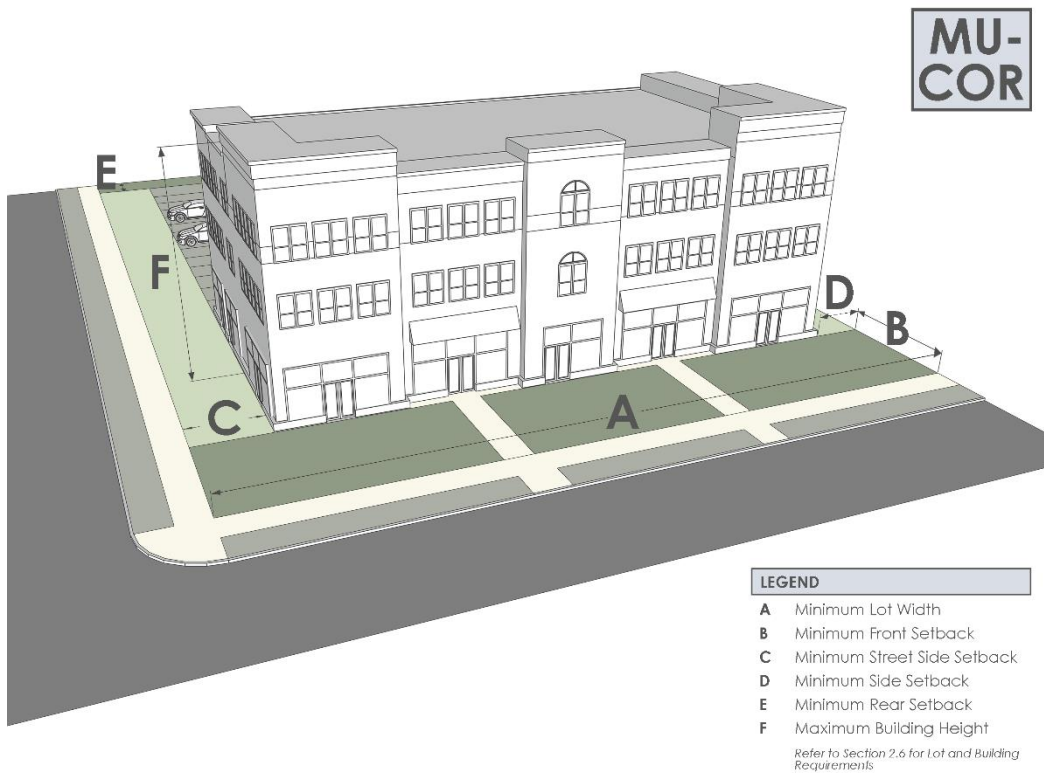 MU-
COR
E
F
D
B
C
A
LEGEND
A Minimum Lot Width
B Minimum Front Setback
C Minimum Street Side Setback
D Minimum Side Setback
E Minimum Rear Setback
F Maximum Building Height
Refer to Section 2.6 for Lot and Building
Requirements